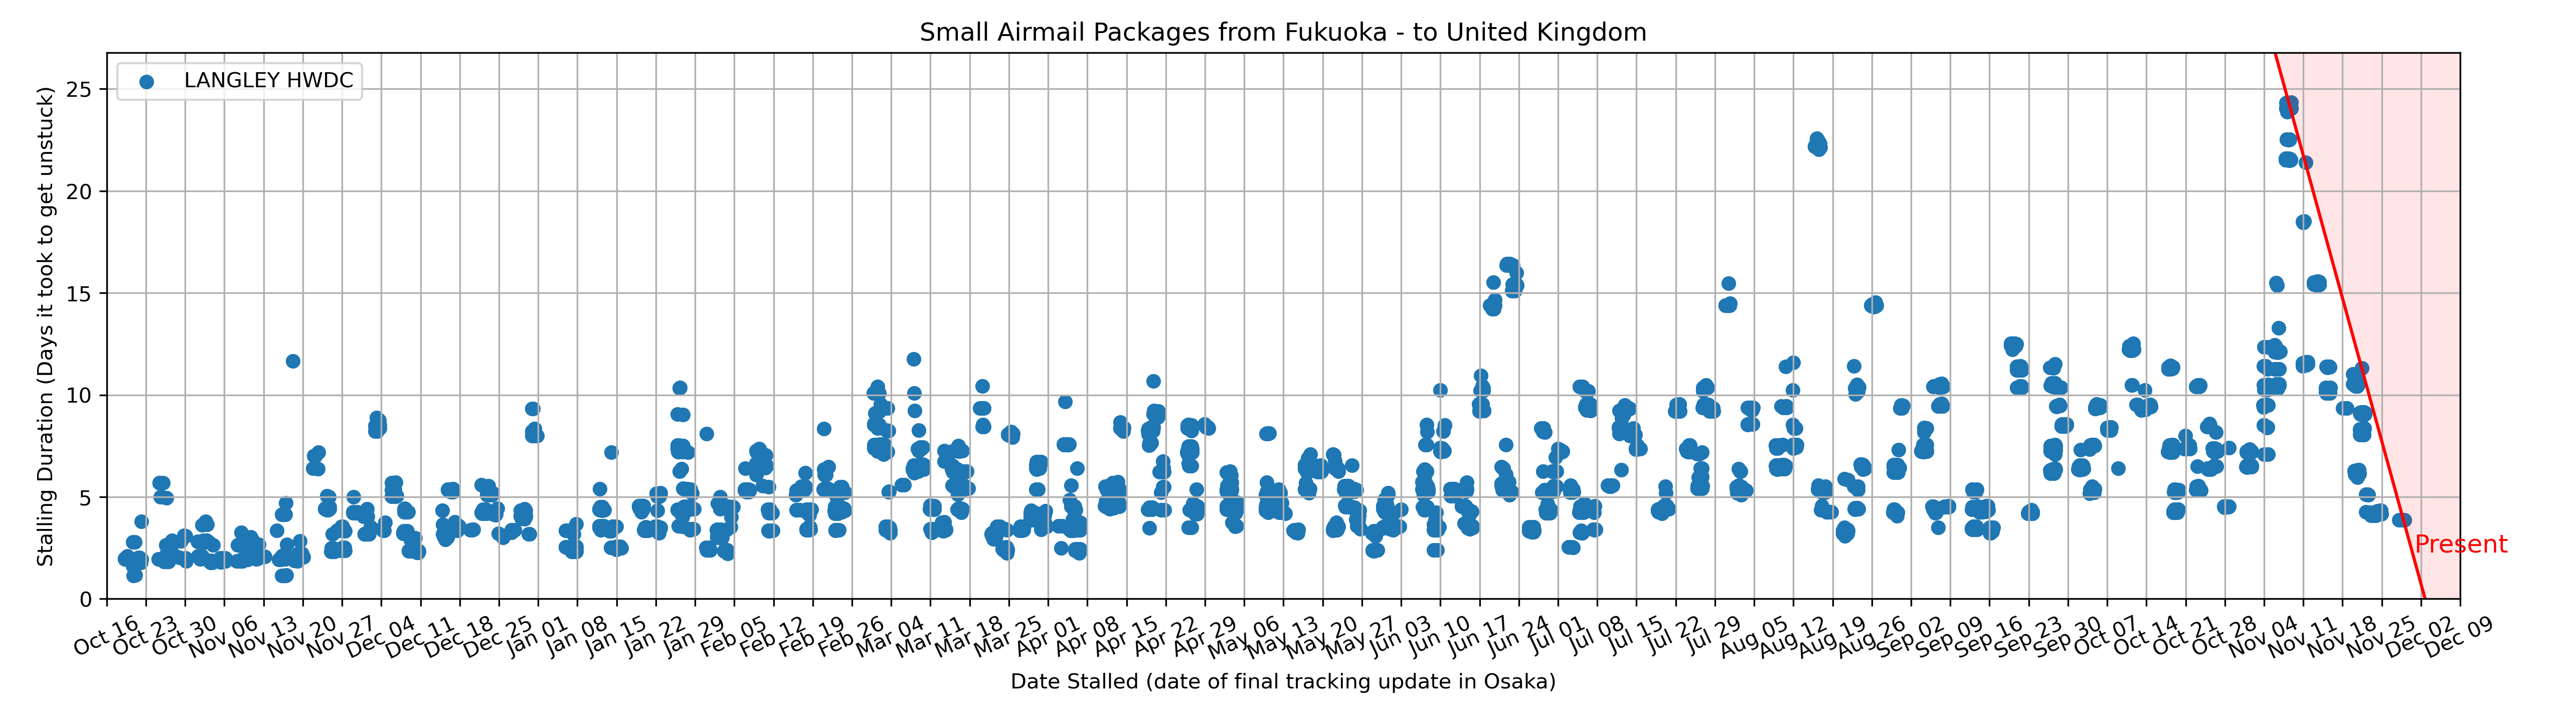 Small Airmail Packages from Fukuoka - to United Kingdom
LANGLEY HWDC
Stalling Duration (Days it took to get unstuck)
25
20
15
10
5
0
Present
Oct 16
Oct 23
Oct 30
Nov 06
Nov 13
Nov 20
Nov 27
Dec 04
Dec 11
Dec 18
Dec 25
Jan 01
Jan 08
Jan 15
Jan 22
Jan 29
Feb 05
Feb 12
Feb 19
Feb 26
Mar 04
Mar 11
Mar 18
Mar 25
Apr 01
Apr 08
Apr 15
Apr 22
Apr 29
May 06
May 13
May 20
May 27
Jun 03
Jun 10
Jun 17
Jun 24
Jul 01
Jul 08
Jul 15
Jul 22
Jul 29
Aug 05
Aug 12
Aug 19
Aug 26
Sep 02
Sep 09
Sep 16
Sep 23
Sep 30
Oct 07
Oct 14
Oct 21
Oct 28
Nov 04
Nov 11
Nov 18
Nov 25
Dec 02
Dec 09
Date Stalled (date of final tracking update in Osaka)